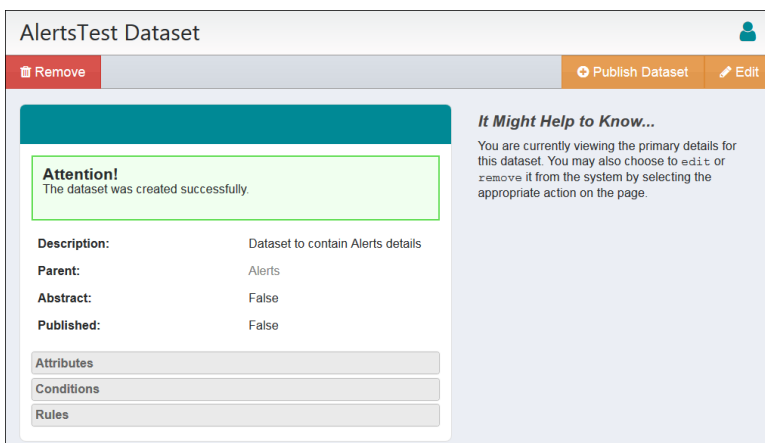 AlertsTest Dataset
Remove
Publish Dataset
Edit
Attention!
The dataset was created successfully.
Description: Dataset to contain Alerts details
Parent: Alerts
Abstract: False
Published: False
Attributes
Conditions
Rules
It Might Help to Know...
You are currently viewing the primary details for
this dataset. You may also choose to edit or
remove it from the system by selecting the
appropriate action on the page.